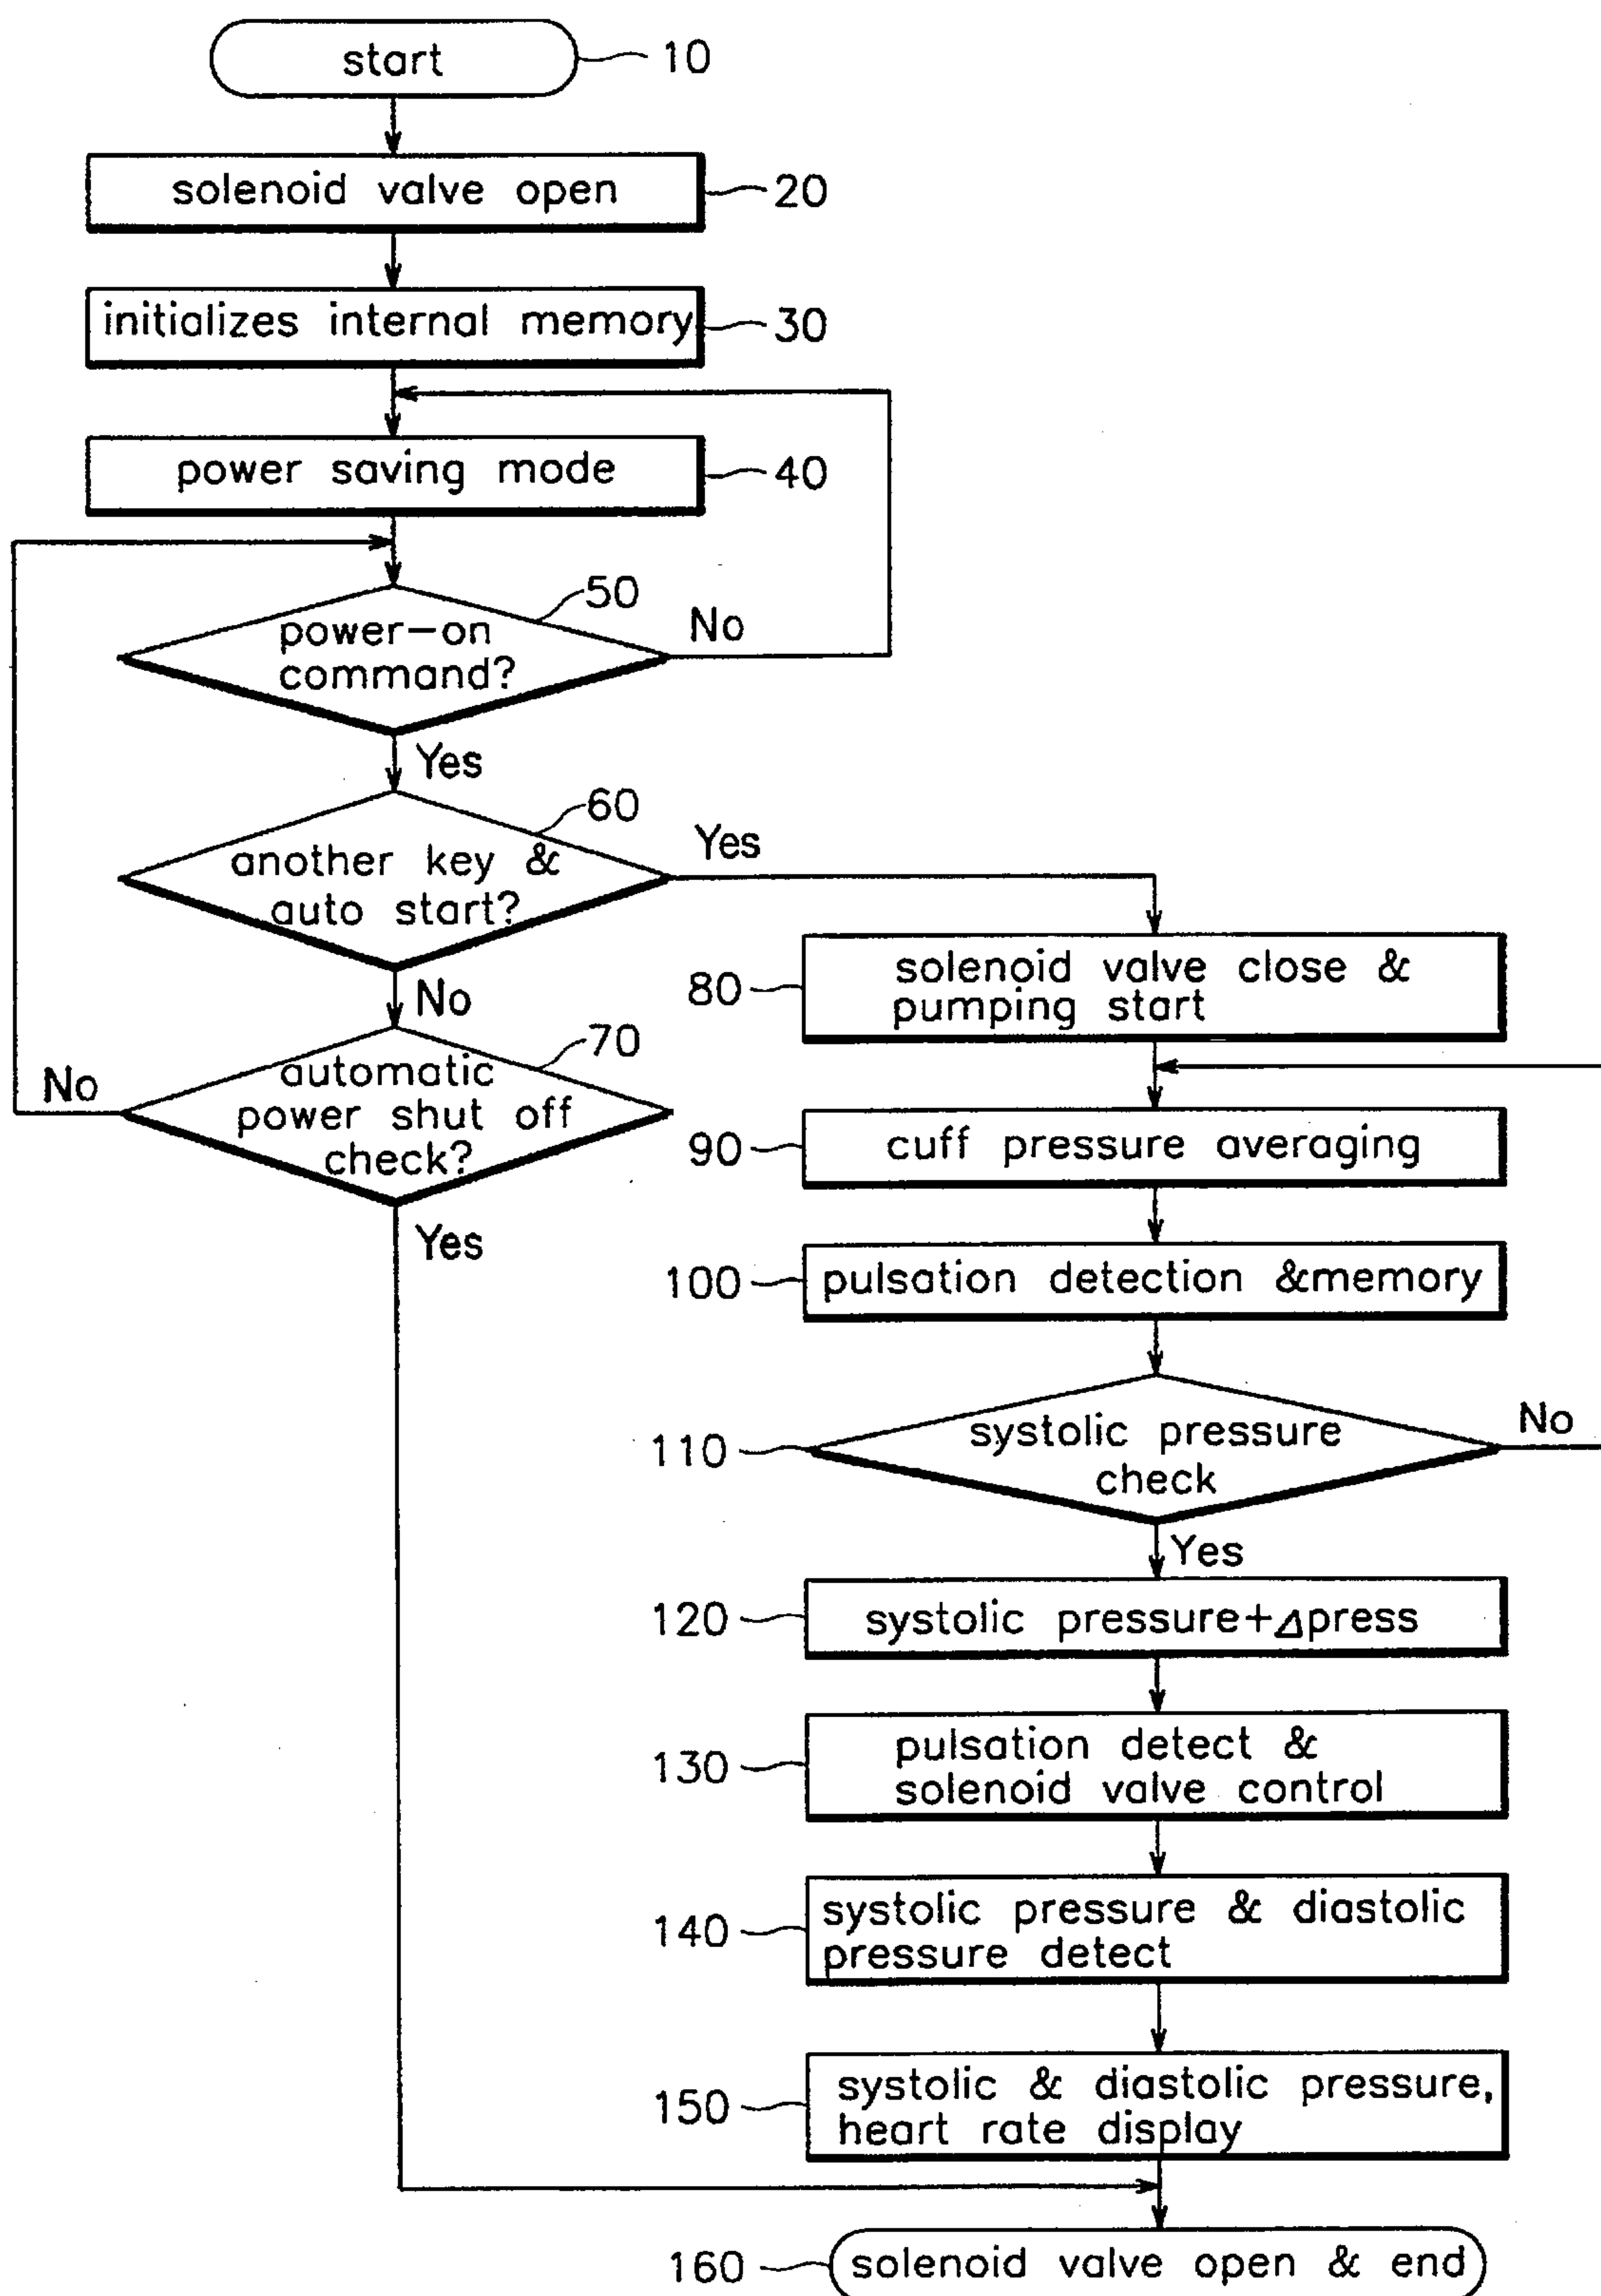 start
10
solenoid valve open
20
initializes internal memory
30
power saving mode
40
50
power-on
command?
No
Yes
60
another key &
auto start?
Yes
No
70
automatic
power shut off
check?
No
Yes
80
solenoid valve close &
pumping start
90
cuff pressure averaging
100
pulsation detection &memory
110
systolic pressure
check
No
Yes
120
systolic pressure+Δpress
130
pulsation detect &
solenoid valve control
140
systolic pressure & diastolic
pressure detect
150
systolic & diastolic pressure,
heart rate display
160
solenoid valve open & end